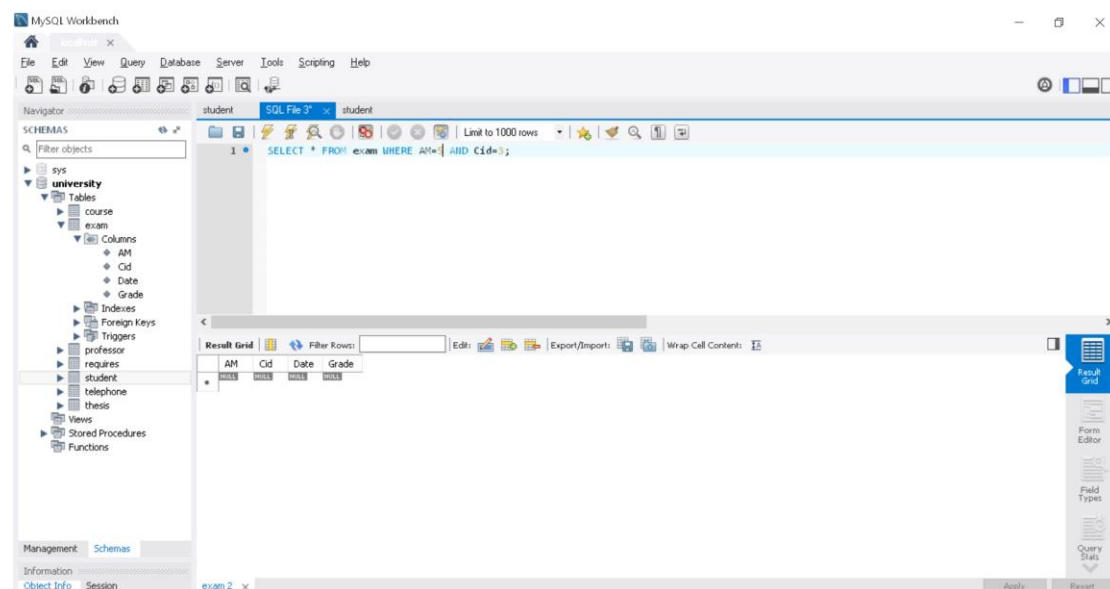 MySQL Workbench
File Edit View Query Database Server Tools Scripting Help
Navigator
SCHEMAS
Filter objects
sys
university
Tables
course
exam
Columns
AM
Cid
Date
Grade
Indexes
Foreign Keys
Triggers
professor
requires
student
telephone
thesis
Views
Stored Procedures
Functions
Management Schemas
Information
Object Info Session
student SQL File 3* student
Limit to 1000 rows
1 SELECT * FROM exam WHERE AM=5 AND Cid=3;
Result Grid Filter Rows: Edit: Export/Import: Wrap Cell Content:
AM Cid Date Grade
NULL NULL NULL NULL
Result Grid
Form Editor
Field Types
Query Stats
exam 2
Apply Revert